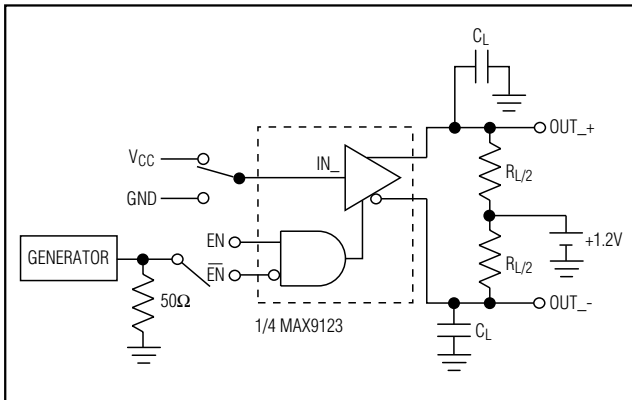 C_L
OUT_+
V_CC
IN_
R_L/2
GND
+1.2V
EN
GENERATOR
E̅N̅
R_L/2
50Ω
OUT_-
1/4 MAX9123
C_L